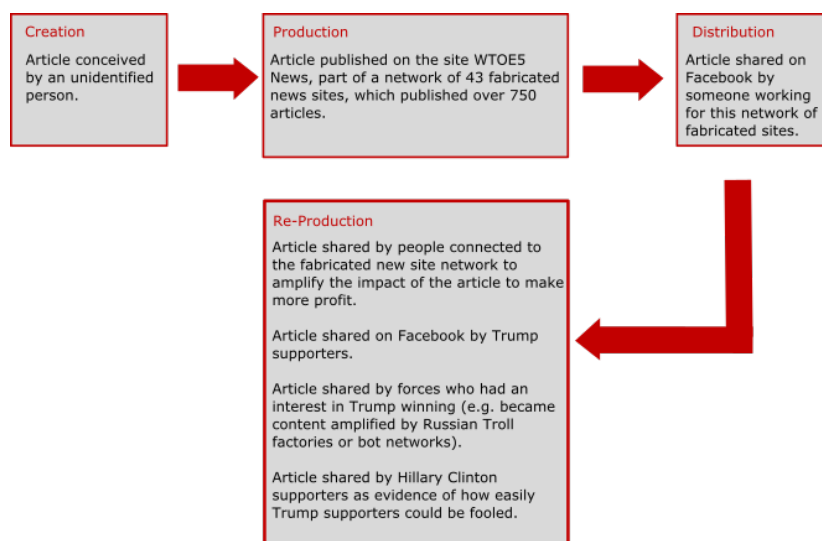 Creation
Article conceived
by an unidentified
person.
Production
Article published on the site WTOE5
News, part of a network of 43 fabricated
news sites, which published over 750
articles.
Distribution
Article shared on
Facebook by
someone working
for this network of
fabricated sites.
Re-Production
Article shared by people connected to
the fabricated new site network to
amplify the impact of the article to make
more profit.
Article shared on Facebook by Trump
supporters.
Article shared by forces who had an
interest in Trump winning (e.g. became
content amplified by Russian Troll
factories or bot networks).
Article shared by Hillary Clinton
supporters as evidence of how easily
Trump supporters could be fooled.